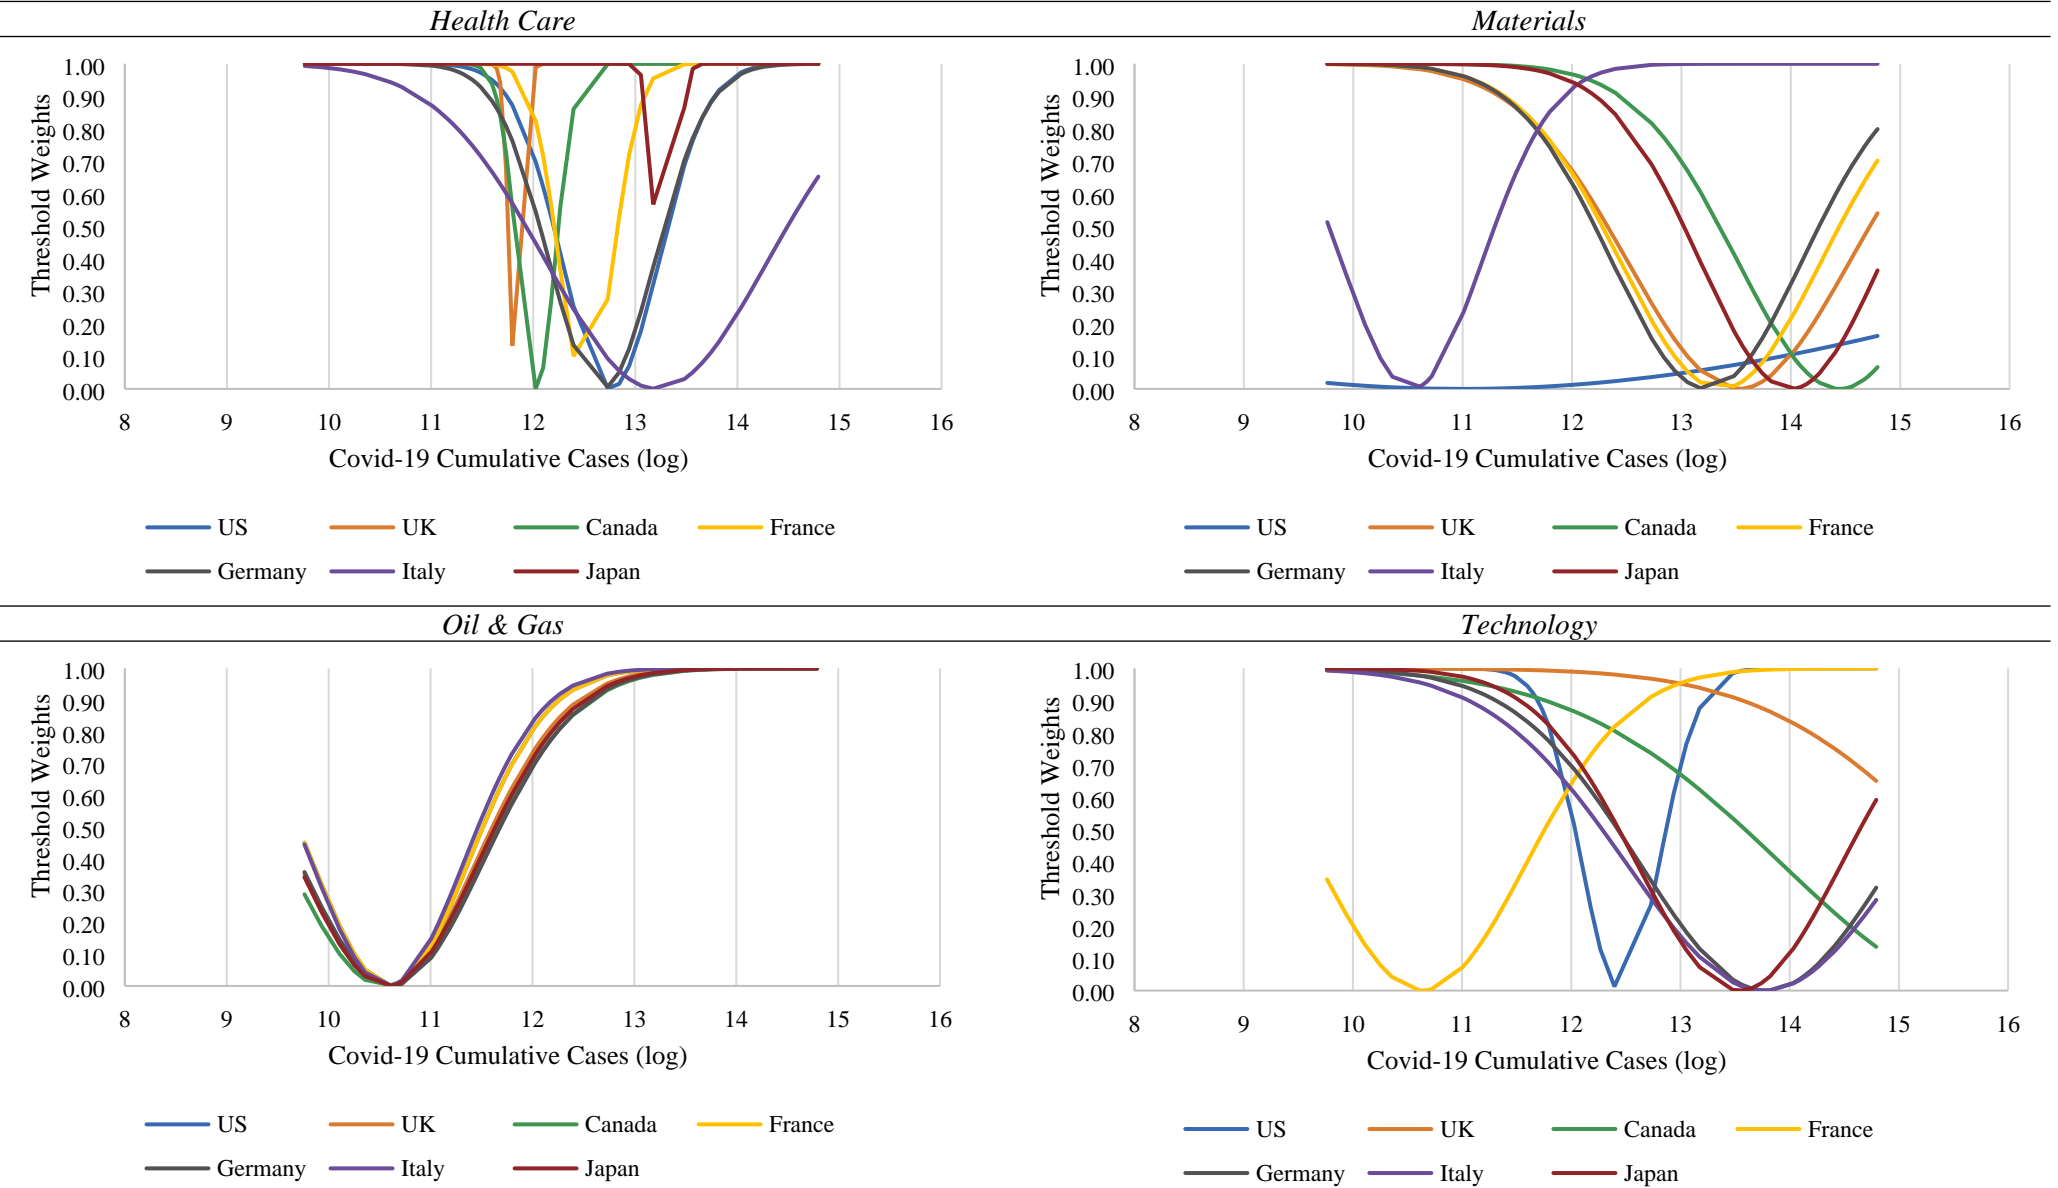 Health Care
Materials
Threshold Weights
1.00
0.90
0.80
0.70
0.60
0.50
0.40
0.30
0.20
0.10
0.00
8 9 10 11 12 13 14 15 16
Covid-19 Cumulative Cases (log)
US UK Canada France
Germany Italy Japan
Threshold Weights
1.00
0.90
0.80
0.70
0.60
0.50
0.40
0.30
0.20
0.10
0.00
8 9 10 11 12 13 14 15 16
Covid-19 Cumulative Cases (log)
US UK Canada France
Germany Italy Japan
Oil & Gas
Technology
Threshold Weights
1.00
0.90
0.80
0.70
0.60
0.50
0.40
0.30
0.20
0.10
0.00
8 9 10 11 12 13 14 15 16
Covid-19 Cumulative Cases (log)
US UK Canada France
Germany Italy Japan
Threshold Weights
1.00
0.90
0.80
0.70
0.60
0.50
0.40
0.30
0.20
0.10
0.00
8 9 10 11 12 13 14 15 16
Covid-19 Cumulative Cases (log)
US UK Canada France
Germany Italy Japan